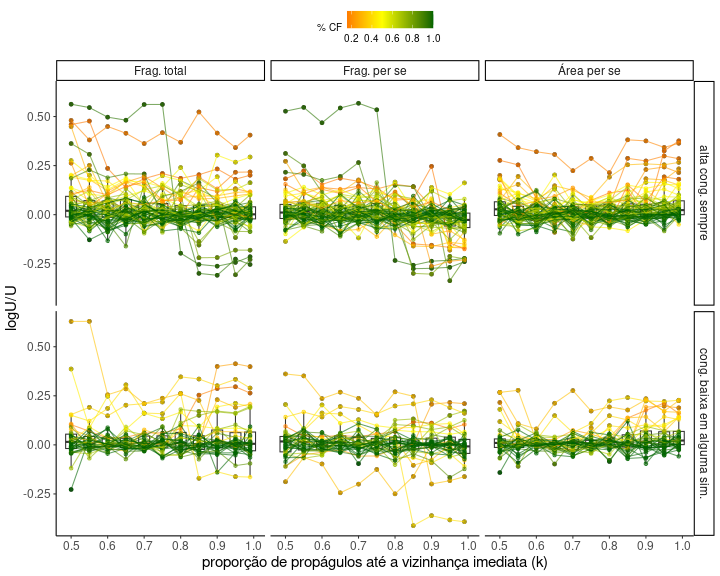 % CF
0.2 0.4 0.6 0.8 1.0
Frag. total Frag. per se Área per se
0.50
0.25
0.00
-0.25
alta cong. sempre
0.50
0.25
0.00
-0.25
cong. baixa em alguma sim.
logU/U
0.5 0.6 0.7 0.8 0.9 1.0 0.5 0.6 0.7 0.8 0.9 1.0 0.5 0.6 0.7 0.8 0.9 1.0
proporção de propágulos até a vizinhança imediata (k)